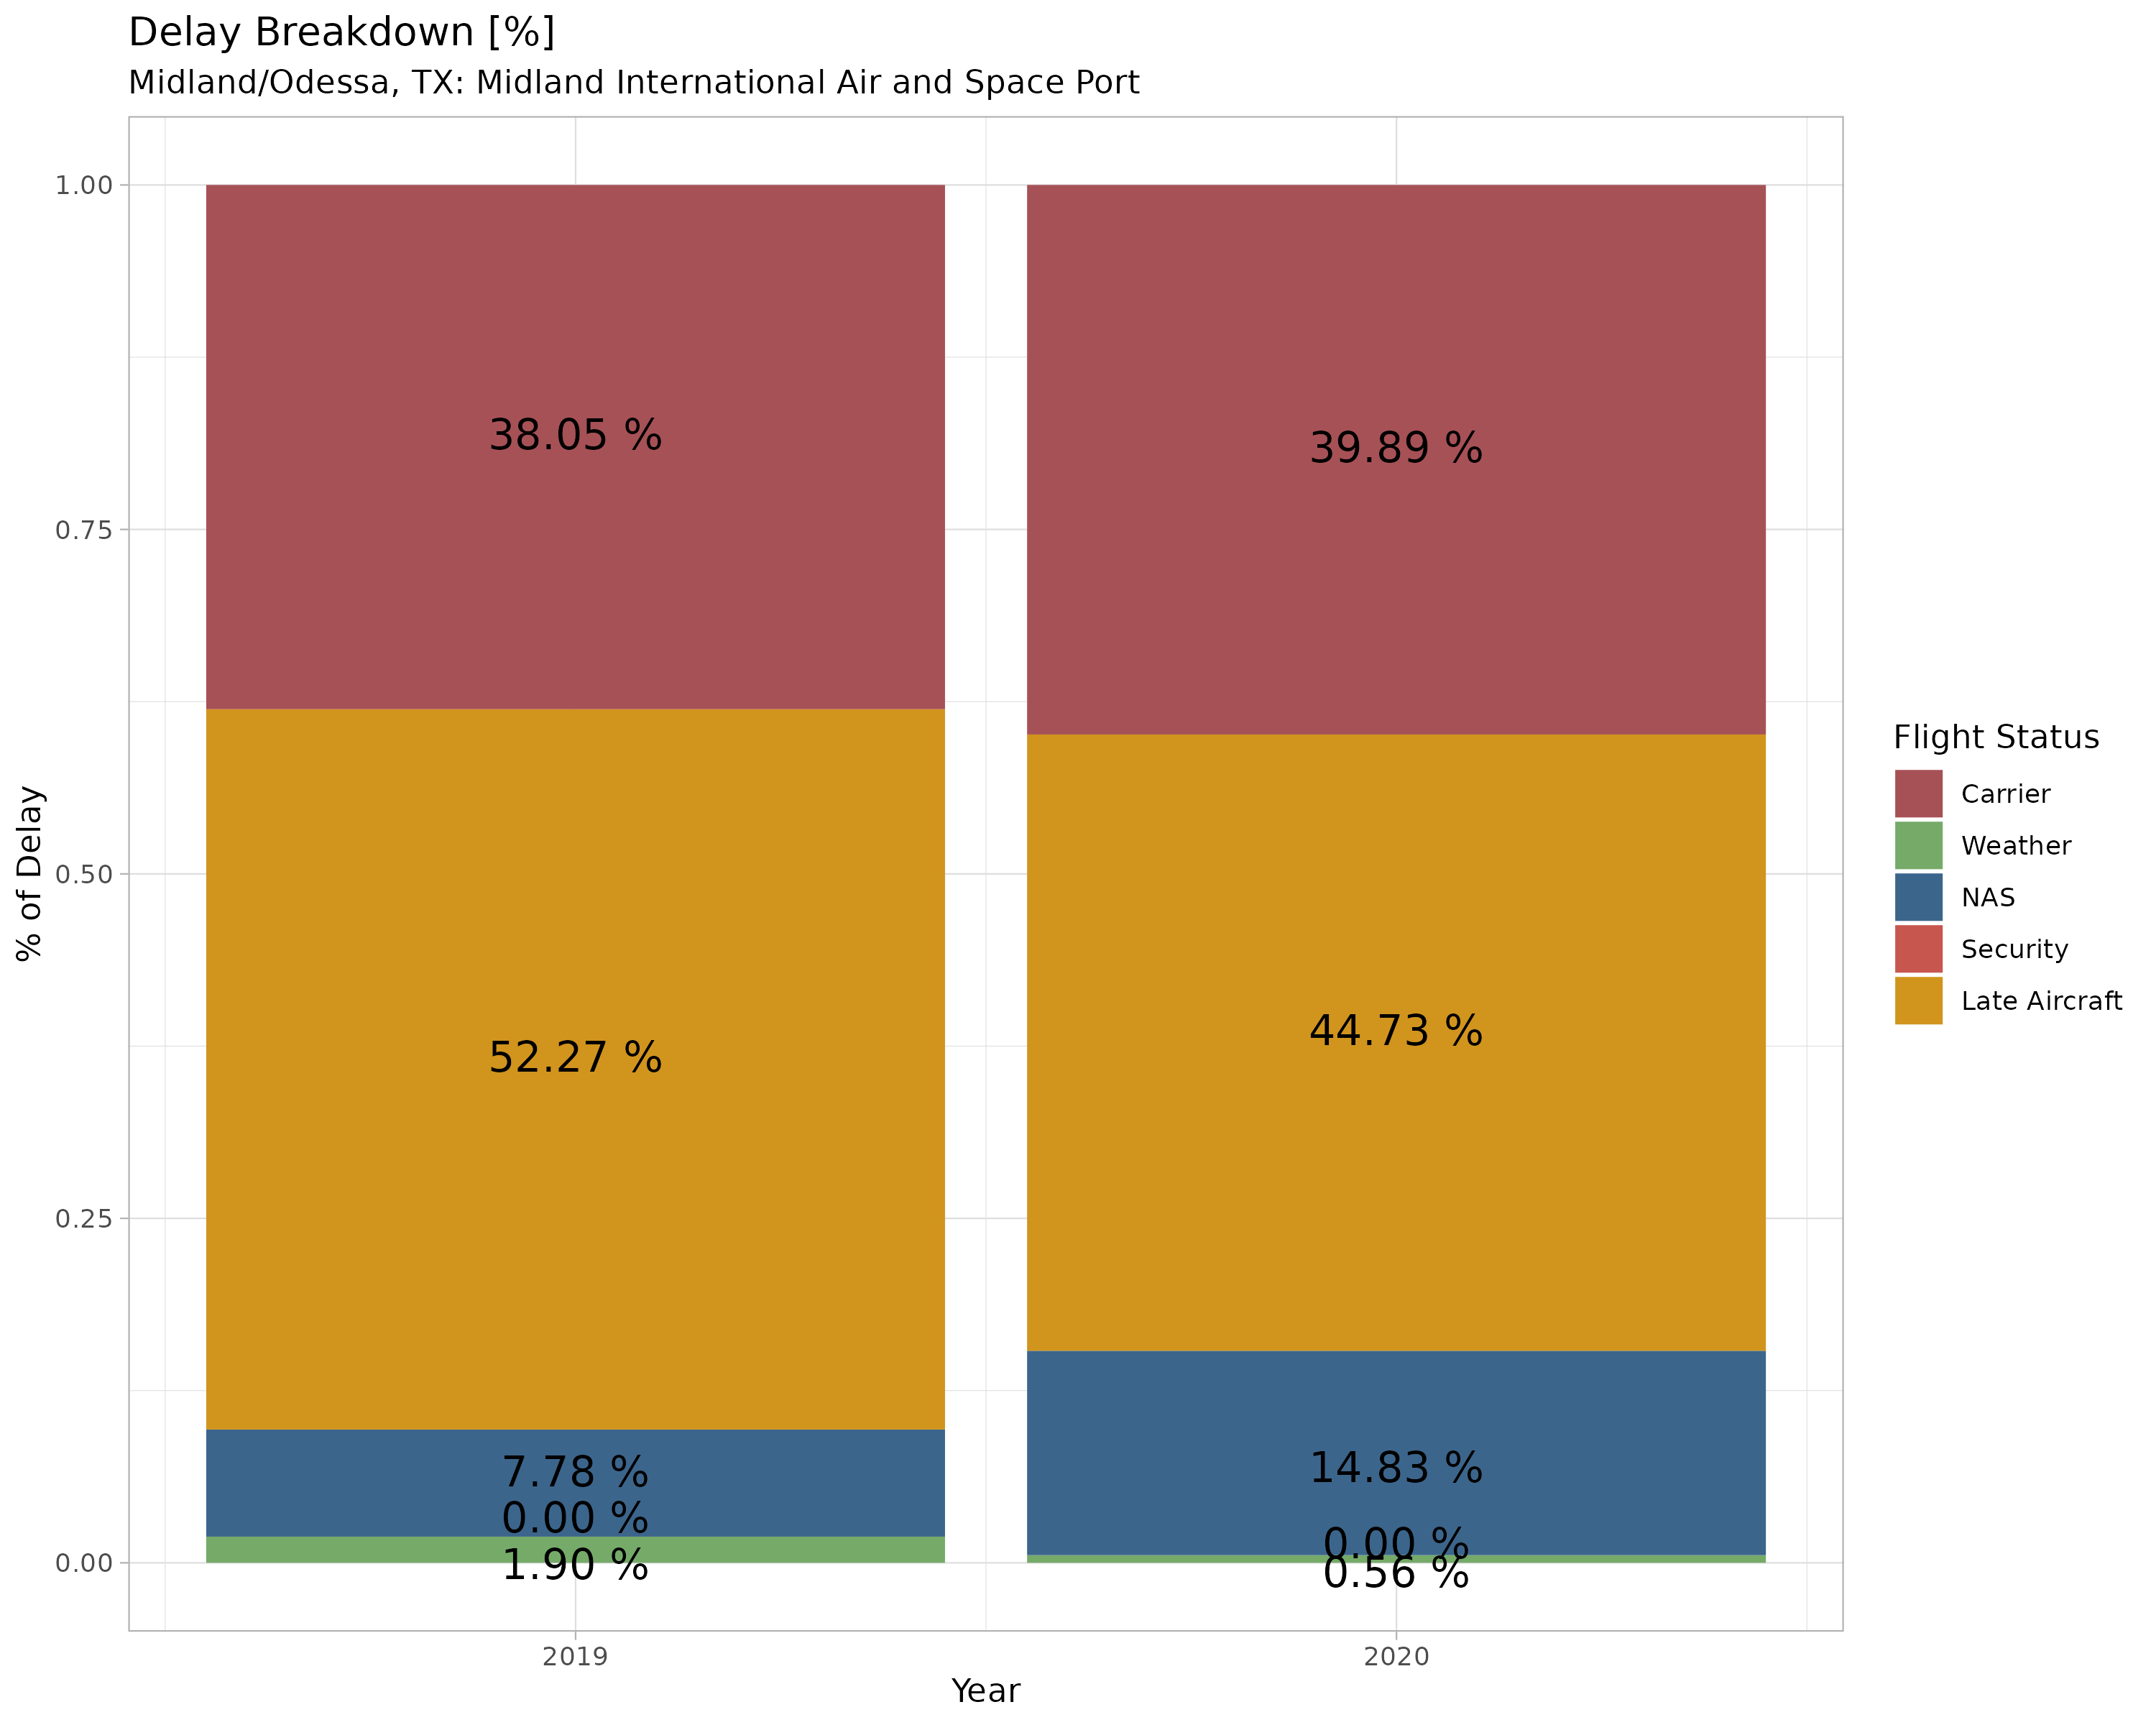 Delay Breakdown [%]
Midland/Odessa, TX: Midland International Air and Space Port
% of Delay
1.00
0.75
0.50
0.25
0.00
38.05 %
52.27 %
7.78 %
0.00 %
1.90 %
39.89 %
44.73 %
14.83 %
0.00 %
0.56 %
2019
2020
Year
Flight Status
Carrier
Weather
NAS
Security
Late Aircraft